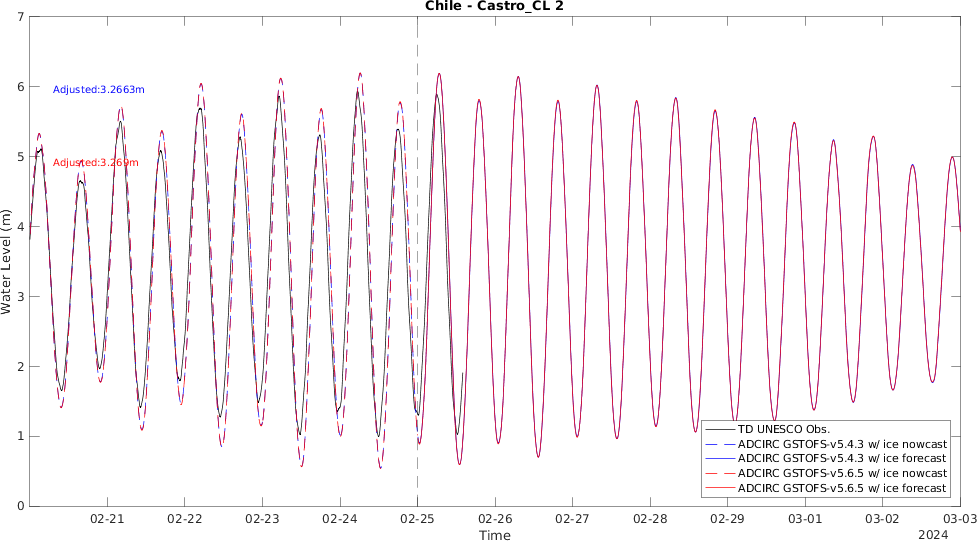 Chile - Castro_CL 2
7
6
5
4
3
2
1
0
Water Level (m)
Adjusted:3.2663m
Adjusted:3.269m
TD UNESCO Obs.
ADCIRC GSTOFS-v5.4.3 w/ ice nowcast
ADCIRC GSTOFS-v5.4.3 w/ ice forecast
ADCIRC GSTOFS-v5.6.5 w/ ice nowcast
ADCIRC GSTOFS-v5.6.5 w/ ice forecast
02-21 02-22 02-23 02-24 02-25 02-26 02-27 02-28 02-29 03-01 03-02 03-03
Time
2024